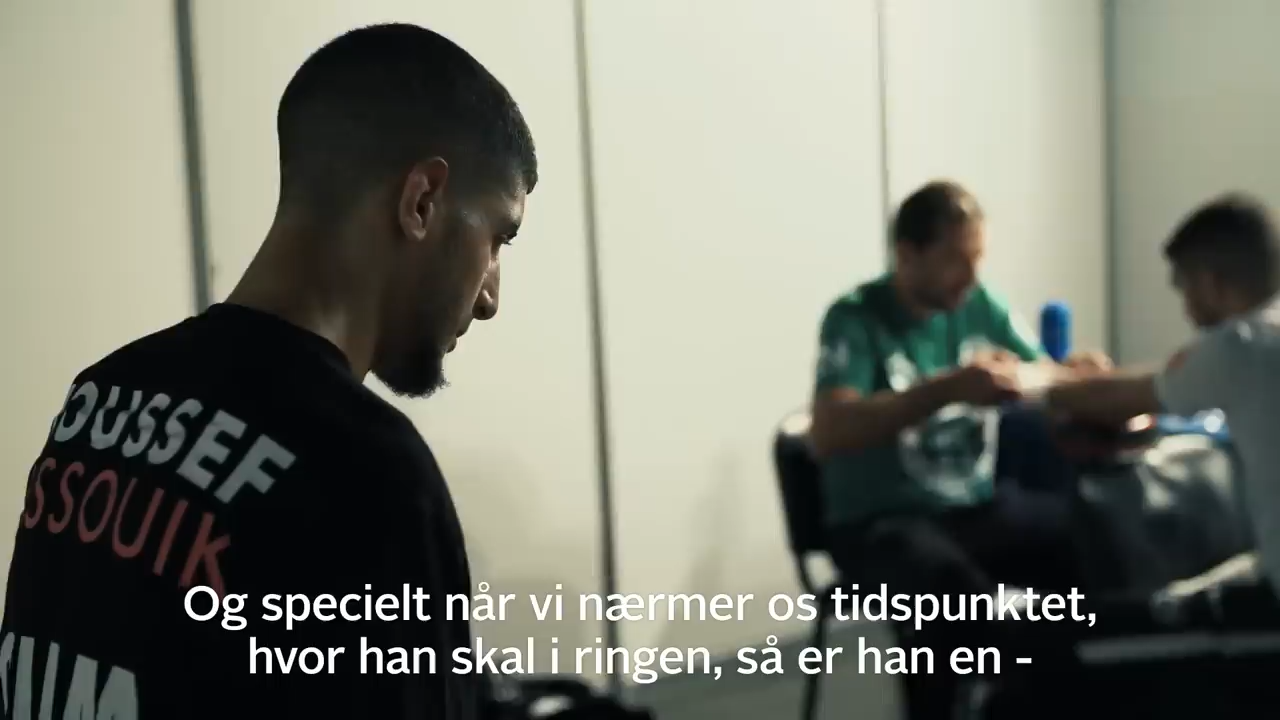 OUSSEF
SSOUIK
Og specielt når vi nærmer os tidspunktet,
hvor han skal i ringen, så er han en -